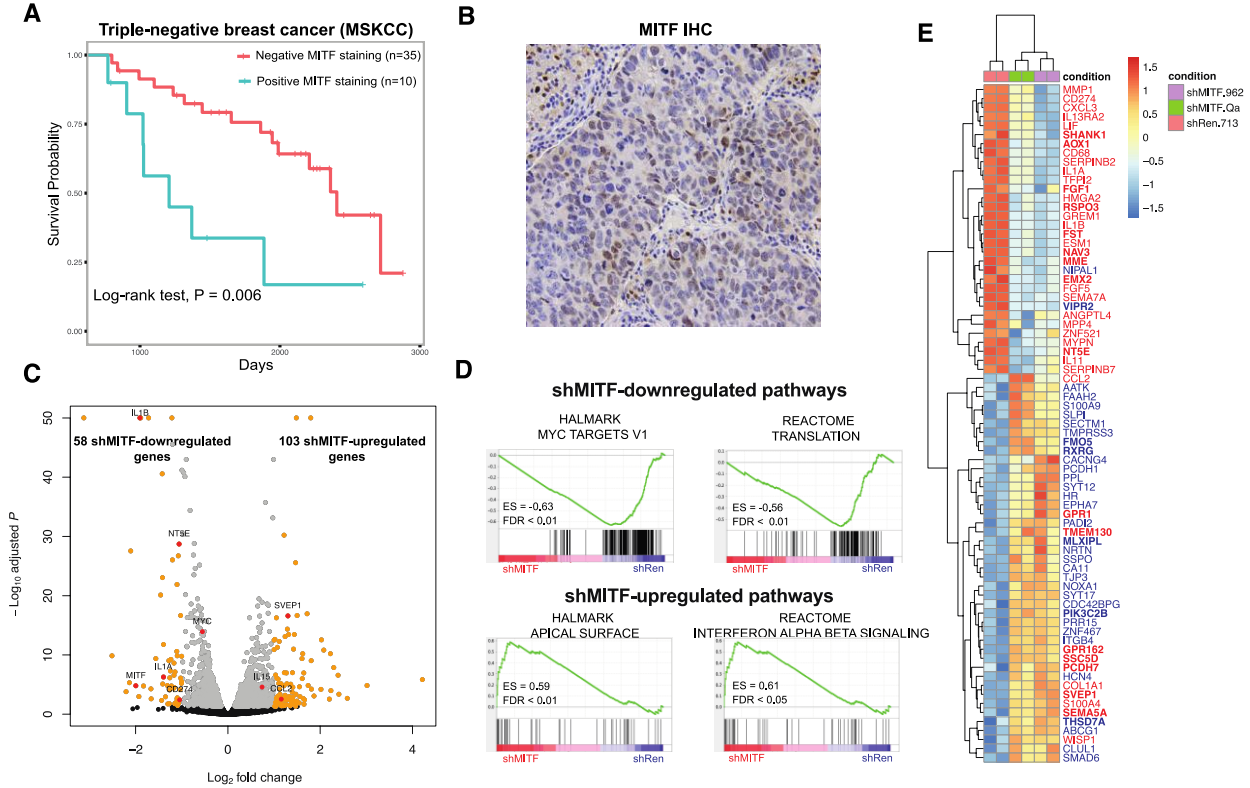 A
Triple-negative breast cancer (MSKCC)
Negative MITF staining (n=35)
Positive MITF staining (n=10)
1.00
0.75
0.50
0.25
0.00
Survival Probability
Log-rank test, P = 0.006
1000
2000
3000
Days
B
MITF IHC
C
50
40
30
20
10
0
−Log10 adjusted P
IL1B
58 shMITF-downregulated
genes
103 shMITF-upregulated
genes
NT5E
SVEP1
MYC
IL1A
MITF
CD274
IL15
CCL2
−2
0
2
4
Log2 fold change
D
shMITF-downregulated pathways
HALMARK
MYC TARGETS V1
ES = -0.63
FDR < 0.01
shMITF
shRen
REACTOME
TRANSLATION
ES = -0.56
FDR < 0.01
shMITF
shRen
shMITF-upregulated pathways
HALMARK
APICAL SURFACE
ES = 0.59
FDR < 0.01
shMITF
shRen
REACTOME
INTERFERON ALPHA BETA SIGNALING
ES = 0.61
FDR < 0.05
shMITF
shRen
E
condition
MMP1
CD274
CXCL3
IL13RA2
LIF
SHANK1
AOX1
CD68
SERPINB2
IL1A
TFPI2
FGF1
HMGA2
RSPO3
GREM1
IL1B
FST
ESM1
NAV3
MME
NIPAL1
EMX2
FGF5
SEMA7A
VIPR2
ANGPTL4
MPP4
ZNF521
MYPN
NT5E
IL11
SERPINB7
CCL2
AATK
FAAH2
S100A9
SLPI
SECTM1
TMPRSS3
FMO5
RXRG
CACNG4
PCDH1
PPL
SYT12
HR
EPHA7
GPR1
PADI2
TMEM130
MLXIPL
NRTN
SSPO
CA11
TJP3
NOXA1
SYT17
CDC42BPG
PIK3C2B
PRR15
ZNF467
ITGB4
GPR162
SSC5D
PCDH7
HCN4
COL1A1
SVEP1
S100A4
SEMA5A
THSD7A
ABCG1
WISP1
CLUL1
SMAD6
1.5
1
0.5
0
−0.5
−1
−1.5
condition
shMITF.962
shMITF.Qa
shRen.713